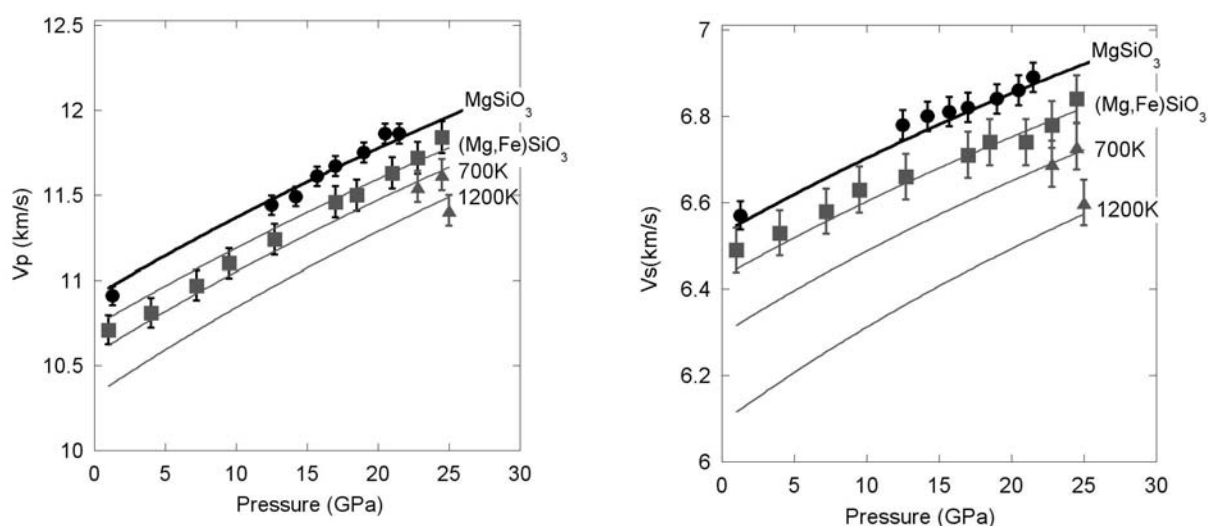 12.5
12
11.5
11
10.5
10
Vp (km/s)
MgSiO3
(Mg,Fe)SiO3
700K
1200K
0 5 10 15 20 25 30
Pressure (GPa)
7
6.8
6.6
6.4
6.2
6
Vs(km/s)
MgSiO3
(Mg,Fe)SiO3
700K
1200K
0 5 10 15 20 25 30
Pressure (GPa)